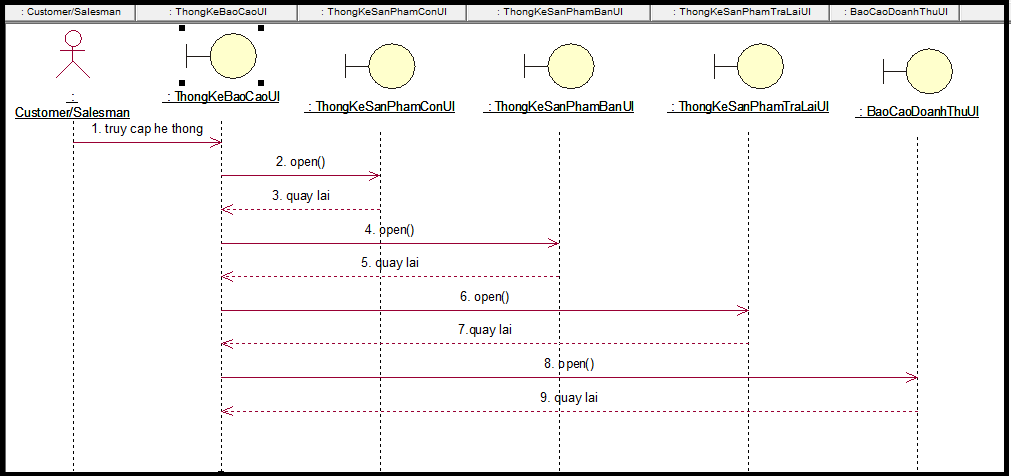 : Customer/Salesman
: ThongKeBaoCaoUI
: ThongKeSanPhamConUI
: ThongKeSanPhamBanUI
: ThongKeSanPhamTraLaiUI
: BaoCaoDoanhThuUI
:
Customer/Salesman
: ThongKeBaoCaoUI
: ThongKeSanPhamConUI
: ThongKeSanPhamBanUI
: ThongKeSanPhamTraLaiUI
: BaoCaoDoanhThuUI
1. truy cap he thong
2. open()
3. quay lai
4. open()
5. quay lai
6. open()
7.quay lai
8. open()
9. quay lai